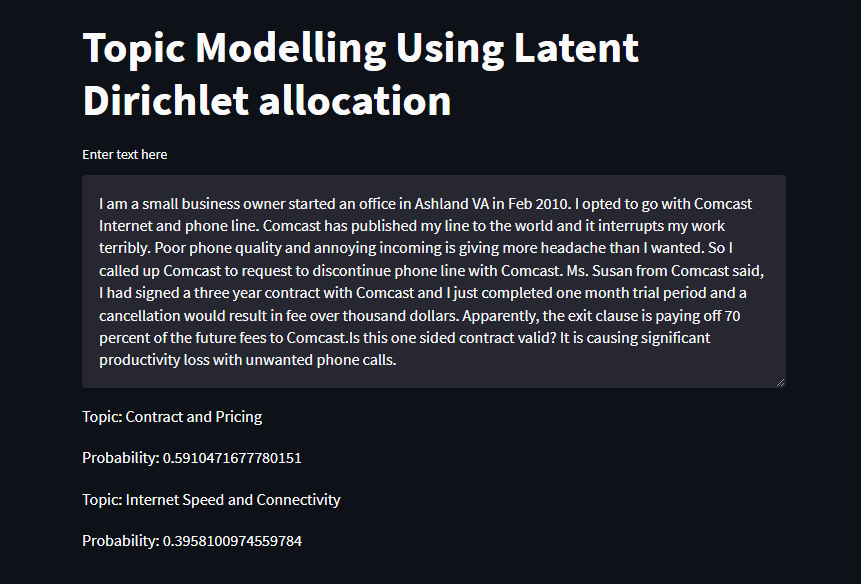 Topic Modelling Using Latent
Dirichlet allocation
Enter text here
I am a small business owner started an office in Ashland VA in Feb 2010. I opted to go with Comcast
Internet and phone line. Comcast has published my line to the world and it interrupts my work
terribly. Poor phone quality and annoying incoming is giving more headache than I wanted. So I
called up Comcast to request to discontinue phone line with Comcast. Ms. Susan from Comcast said,
I had signed a three year contract with Comcast and I just completed one month trial period and a
cancellation would result in fee over thousand dollars. Apparently, the exit clause is paying off 70
percent of the future fees to Comcast.Is this one sided contract valid? It is causing significant
productivity loss with unwanted phone calls.
Topic: Contract and Pricing
Probability: 0.5910471677780151
Topic: Internet Speed and Connectivity
Probability: 0.3958100974559784